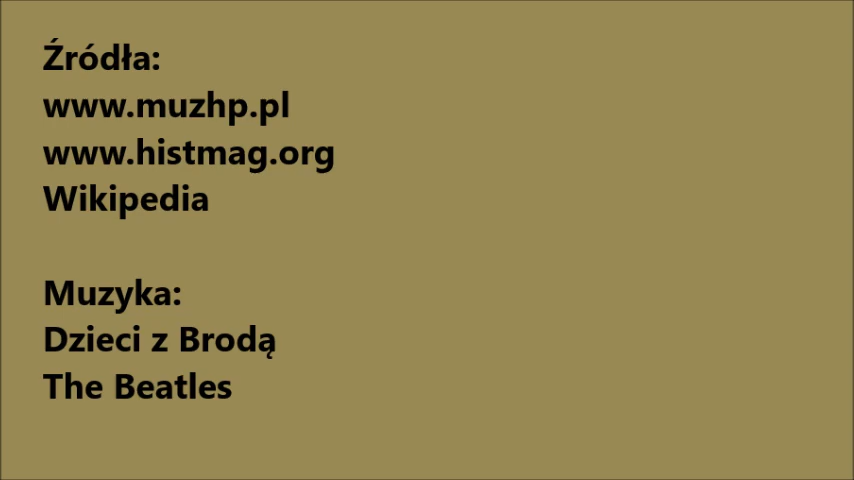 Źródła:
www.muzhp.pl
www.histmag.org
Wikipedia
Muzyka:
Dzieci z Brodą
The Beatles